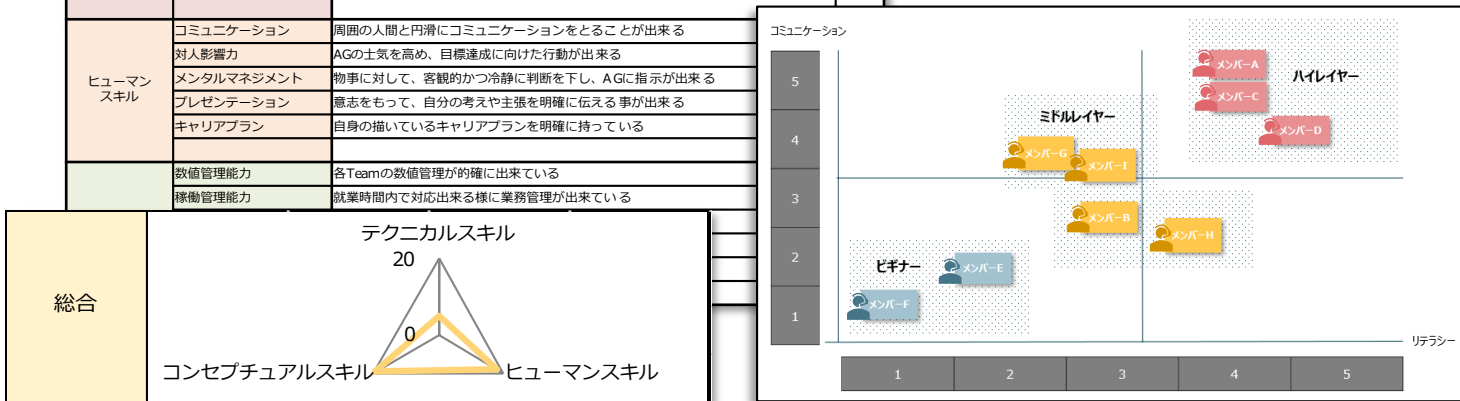 ヒューマン
スキル
コミュニケーション 周囲の人間と円滑にコミュニケーションをとることが出来る
対人影響力 AGの士気を高め、目標達成に向けた行動が出来る
メンタルマネジメント 物事に対して、客観的かつ冷静に判断を下し、AGに指示が出来る
プレゼンテーション 意志をもって、自分の考えや主張を明確に伝える事が出来る
キャリアプラン 自身の描いているキャリアプランを明確に持っている
数値管理能力 各Teamの数値管理が的確に出来ている
稼働管理能力 就業時間内で対応出来る様に業務管理が出来ている
総合
テクニカルスキル
20
0
コンセプチュアルスキル
ヒューマンスキル
コミュニケーション
5
4
3
2
1
ハイレイヤー
メンバーA
メンバーC
メンバーD
ミドルレイヤー
メンバーG
メンバーI
メンバーB
メンバーH
ビギナー
メンバーE
メンバーF
リテラシー
1 2 3 4 5